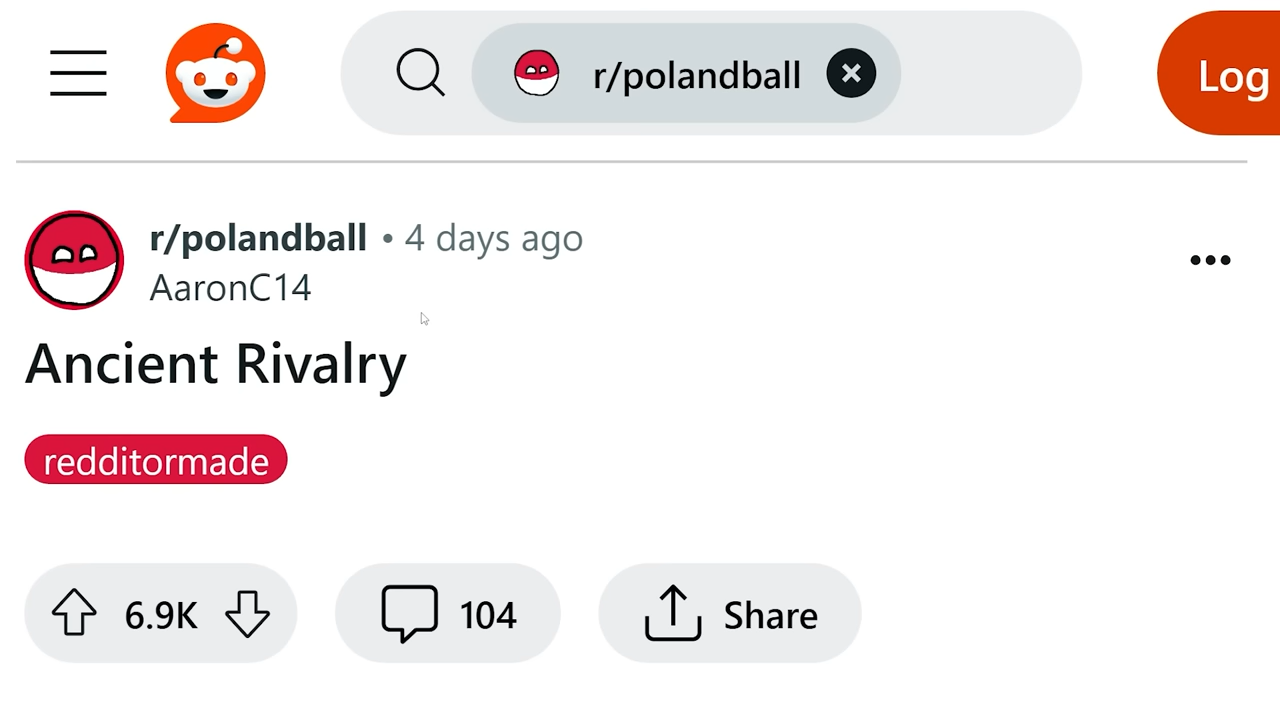 r/polandball
Log
r/polandball • 4 days ago
AaronC14
Ancient Rivalry
redditormade
6.9K
104
Share